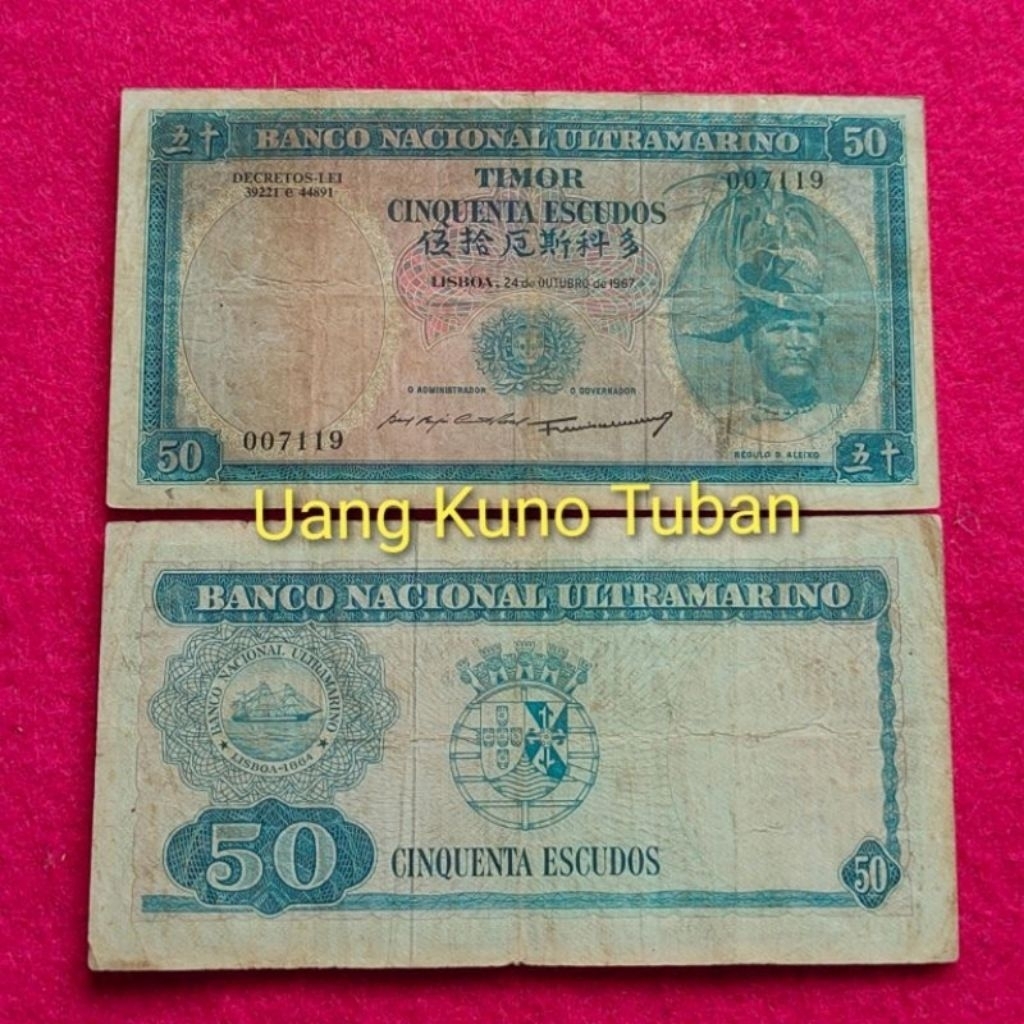 五十 BANCO NACIONAL ULTRAMARINO 50
DECRETOS-LEI
39221 e 44891
TIMOR
007119
CINQUENTA ESCUDOS
伍拾厄斯科多
LISBOA, 24 de OUTUBRO de 1967
O ADMINISTRADOR O GOVERNADOR
007119
RÉGULO D. ALEIXO
50 五十
Uang Kuno Tuban
BANCO NACIONAL ULTRAMARINO
BANCO NACIONAL ULTRAMARINO
★ LISBOA-1864 ★
50 CINQUENTA ESCUDOS 50